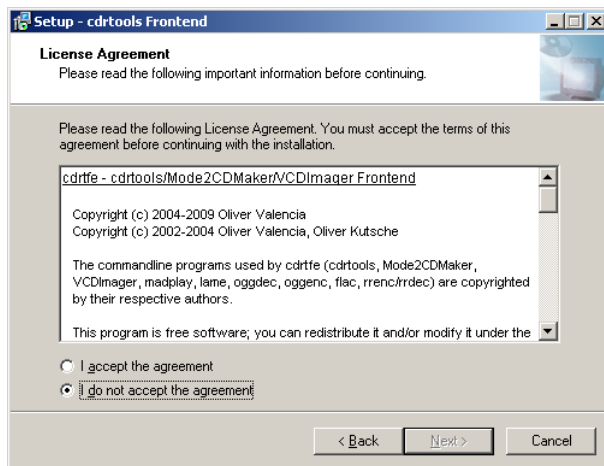 Setup - cdrtools Frontend
License Agreement
Please read the following important information before continuing.
Please read the following License Agreement. You must accept the terms of this
agreement before continuing with the installation.
cdrtfe - cdrtools/Mode2CDMaker/VCDImager Frontend
Copyright (c) 2004-2009 Oliver Valencia
Copyright (c) 2002-2004 Oliver Valencia, Oliver Kutsche
The commandline programs used by cdrtfe (cdrtools, Mode2CDMaker,
VCDImager, madplay, lame, oggdec, oggenc, flac, rrenc/rrdec) are copyrighted
by their respective authors.
This program is free software; you can redistribute it and/or modify it under the
I accept the agreement
I do not accept the agreement
< Back
Next >
Cancel